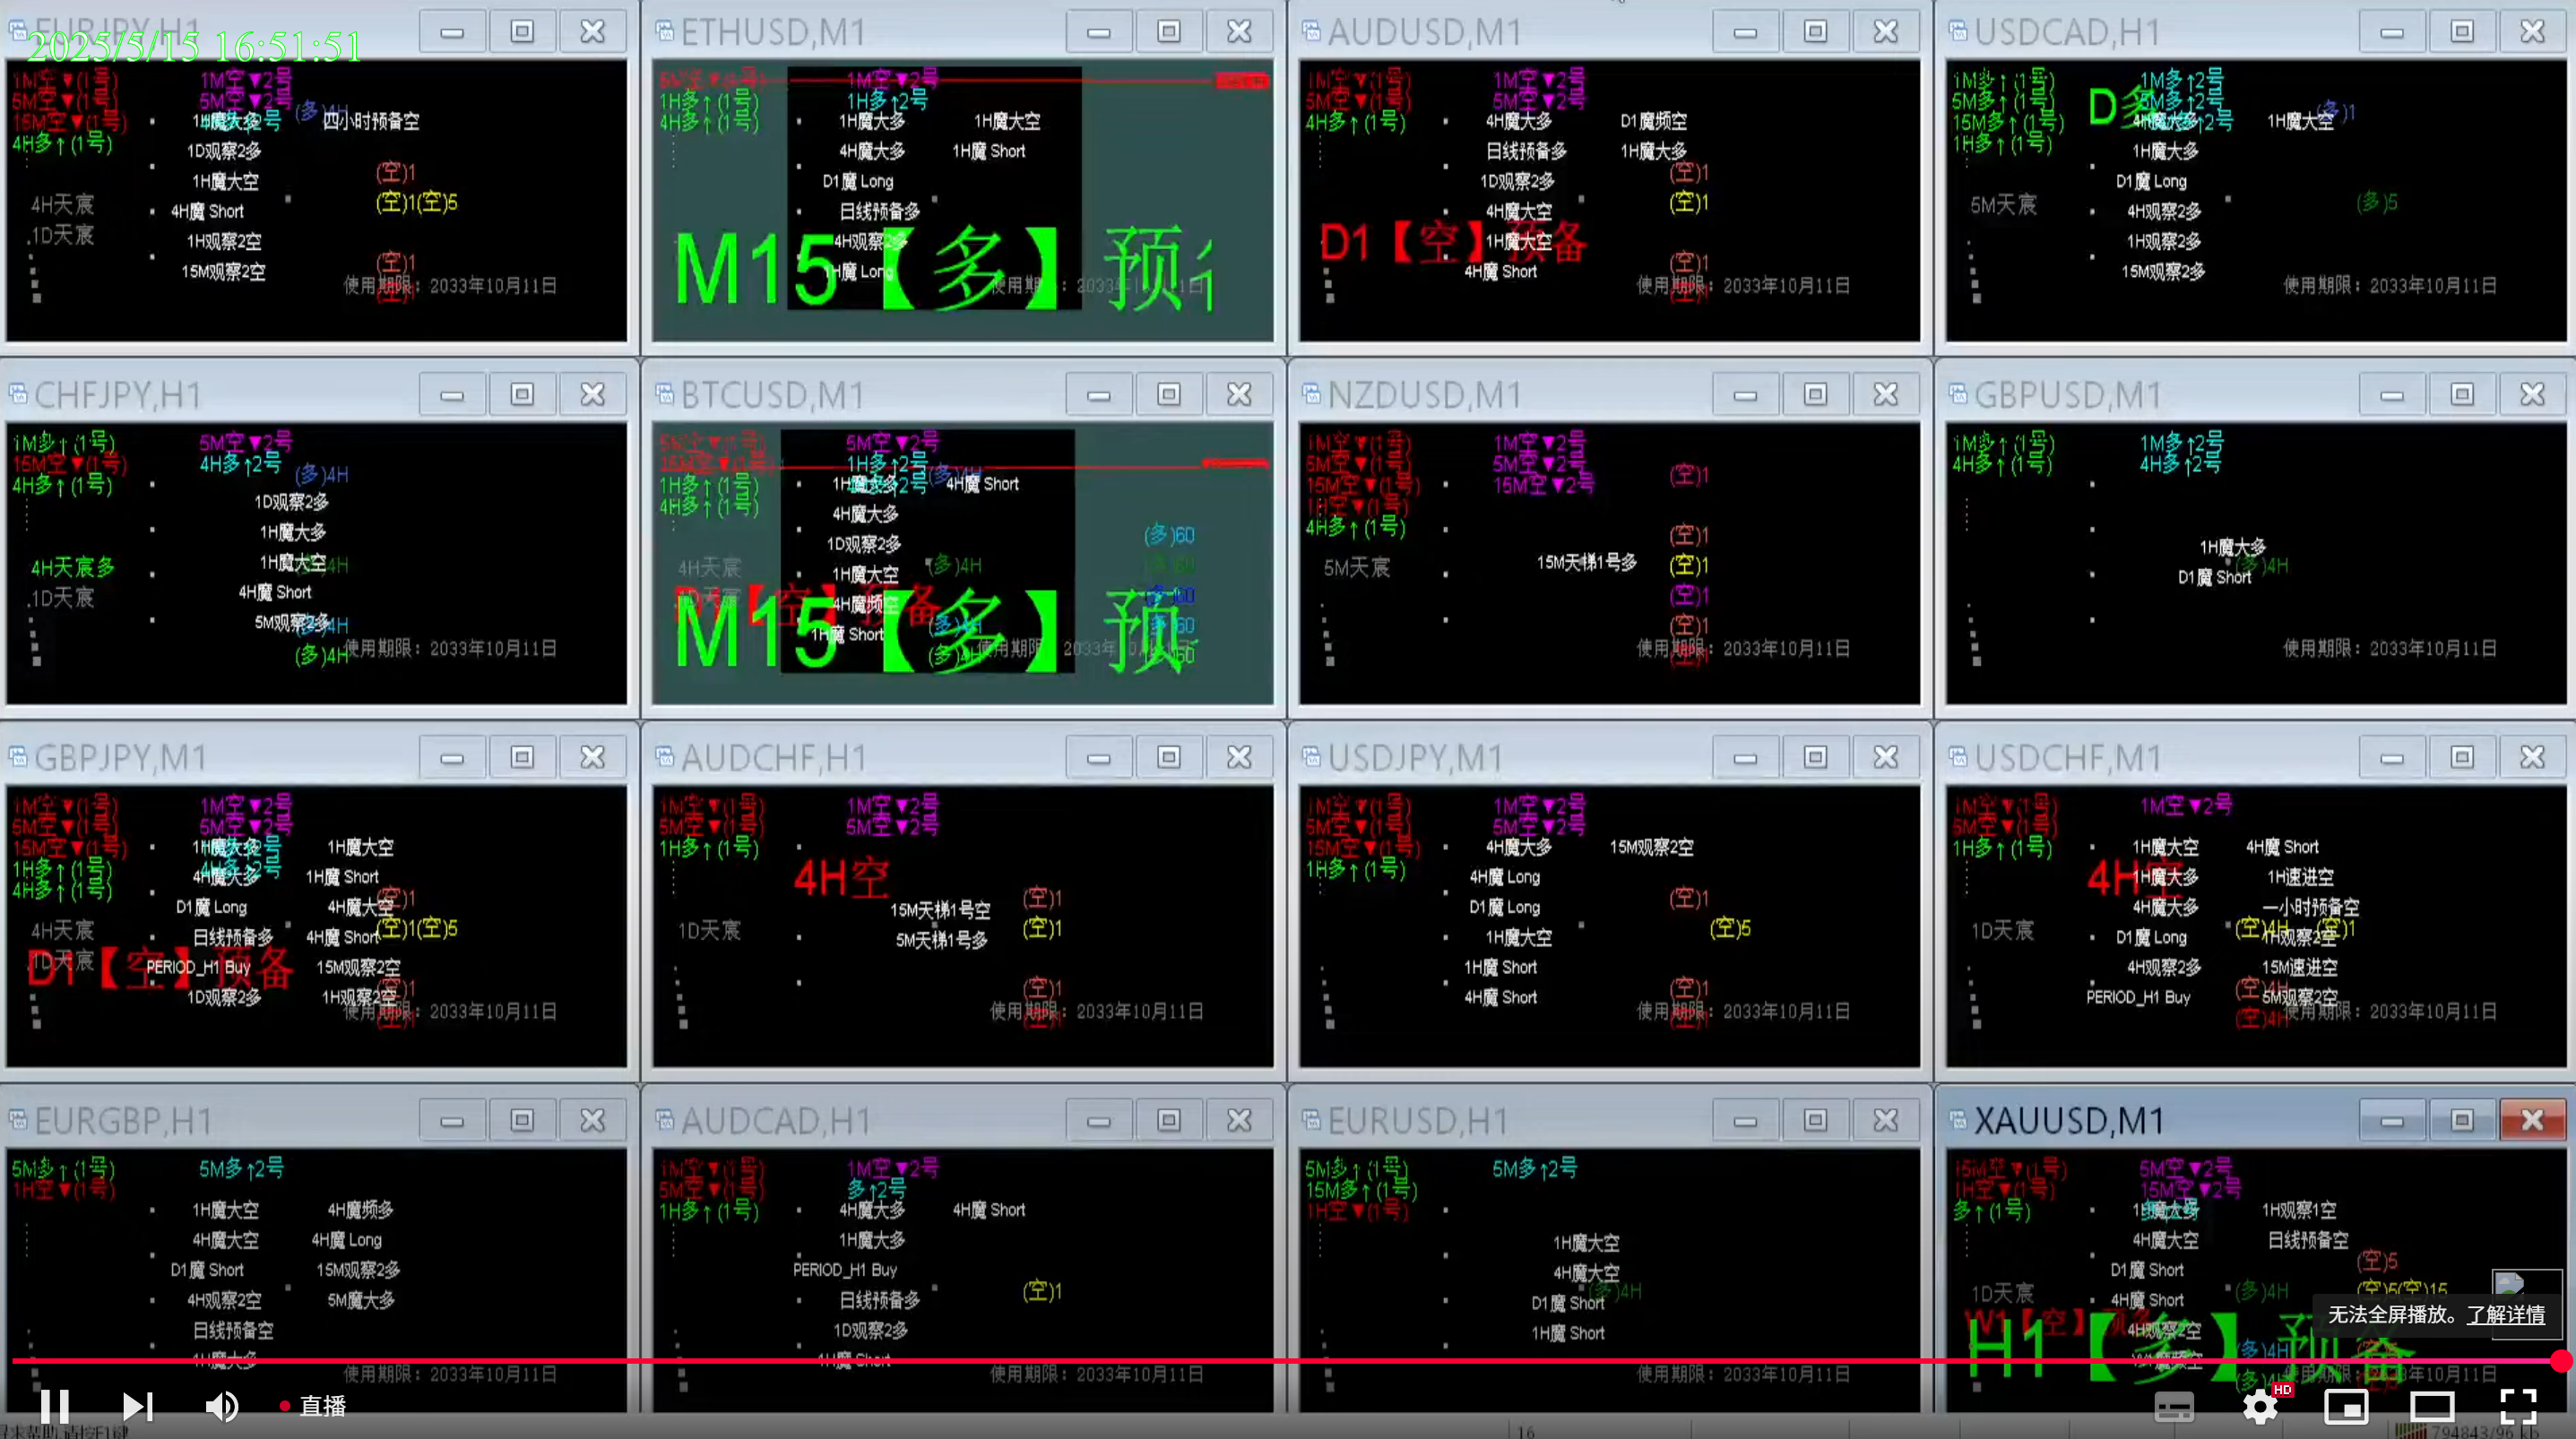 EURJPY,H1
2025/5/15 16:51:51
1M空▼(1号)
5M空▼(1号)
15M空▼(1号)
4H多↑(1号)
1M空▼2号
5M空▼2号
(多)4H
1H魔大多
四小时预备空
1D观察2多
1H魔大空
4H魔 Short
1H观察2空
15M观察2空
4H天宸
.1D天宸
(空)1
(空)1(空)5
(空)1
使用期限：2033年10月11日
ETHUSD,M1
5M空▼(1号)
1H多↑(1号)
4H多↑(1号)
1M空▼2号
1H多↑2号
1H魔大多
1H魔大空
4H魔大多
1H魔 Short
D1魔 Long
日线预备多
4H观察2多
1H魔 Long
M15【多】预
AUDUSD,M1
1M空▼(1号)
5M空▼(1号)
4H多↑(1号)
1M空▼2号
5M空▼2号
4H魔大多
D1魔频空
日线预备多
1H魔大多
1D观察2多
4H魔大空
1H魔大空
4H魔 Short
(空)1
(空)1
(空)1
D1【空】预备
使用期限：2033年10月11日
USDCAD,H1
1M多↑(1号)
5M多↑(1号)
15M多↑(1号)
1H多↑(1号)
1M多↑2号
5M多↑2号
D多
4H魔大多
1H魔大空
(多)1
1H魔大多
D1魔 Long
4H观察2多
1H观察2多
15M观察2多
5M天宸
(多)5
使用期限：2033年10月11日
CHFJPY,H1
1M多↑(1号)
15M空▼(1号)
4H多↑(1号)
5M空▼2号
4H多↑2号
(多)4H
1D观察2多
1H魔大多
1H魔大空
4H魔 Short
5M观察2多
4H天宸多
.1D天宸
(多)4H
使用期限：2033年10月11日
BTCUSD,M1
5M空▼(1号)
15M空▼(1号)
1H多↑(1号)
4H多↑(1号)
5M空▼2号
1H多↑2号
(多)4H
1H魔大多
4H魔 Short
4H魔大多
1D观察2多
1H魔大空
4H魔频空
1H魔 Short
4H天宸
(多)4H
(多)60
(多)60
(多)60
M15【多】预
NZDUSD,M1
1M空▼(1号)
5M空▼(1号)
15M空▼(1号)
1H空▼(1号)
4H多↑(1号)
1M空▼2号
5M空▼2号
15M空▼2号
5M天宸
15M天梯1号多
(空)1
(空)1
(空)1
(空)1
(空)1
使用期限：2033年10月11日
GBPUSD,M1
1M多↑(1号)
4H多↑(1号)
1M多↑2号
4H多↑2号
1H魔大多
D1魔 Short
(多)4H
使用期限：2033年10月11日
GBPJPY,M1
1M空▼(1号)
5M空▼(1号)
15M空▼(1号)
1H多↑(1号)
4H多↑(1号)
1M空▼2号
5M空▼2号
1H魔大多
1H魔大空
4H魔大多
1H魔 Short
D1魔 Long
4H魔大空
日线预备多
4H魔 Short
PERIOD_H1 Buy
15M观察2空
1D观察2多
1H观察2空
4H天宸
1D天宸
(空)1
(空)1(空)5
D1【空】预备
使用期限：2033年10月11日
AUDCHF,H1
1M空▼(1号)
5M空▼(1号)
1H多↑(1号)
1M空▼2号
5M空▼2号
4H空
15M天梯1号空
5M天梯1号多
1D天宸
(空)1
(空)1
(空)1
使用期限：2033年10月11日
USDJPY,M1
1M空▼(1号)
5M空▼(1号)
15M空▼(1号)
1H多↑(1号)
1M空▼2号
5M空▼2号
4H魔大多
15M观察2空
4H魔 Long
D1魔 Long
1H魔大空
1H魔 Short
4H魔 Short
(空)1
(空)5
(空)1
使用期限：2033年10月11日
USDCHF,M1
1M空▼(1号)
5M空▼(1号)
1H多↑(1号)
1M空▼2号
4H空
1H魔大空
4H魔 Short
1H魔大多
1H速进空
4H魔大多
一小时预备空
D1魔 Long
1H观察2空
4H观察2多
15M速进空
PERIOD_H1 Buy
5M观察2空
1D天宸
(空)4H
(空)1
(空)4H
(空)4H
使用期限：2033年10月11日
EURGBP,H1
5M多↑(1号)
1H空▼(1号)
5M多↑2号
1H魔大空
4H魔频多
4H魔大空
4H魔 Long
D1魔 Short
15M观察2多
4H观察2空
5M魔大多
日线预备空
1H魔大多
使用期限：2033年10月11日
AUDCAD,H1
1M空▼(1号)
5M空▼(1号)
1H多↑(1号)
1M空▼2号
多↑2号
4H魔大多
4H魔 Short
1H魔大多
PERIOD_H1 Buy
日线预备多
1D观察2多
4H魔 Short
(空)1
使用期限：2033年10月11日
EURUSD,H1
5M多↑(1号)
15M多↑(1号)
1H空▼(1号)
5M多↑2号
1H魔大空
4H魔大空
D1魔 Short
1H魔 Short
(多)4H
使用期限：2033年10月11日
XAUUSD,M1
15M空▼(1号)
1H空▼(1号)
多↑(1号)
5M空▼2号
15M空▼2号
1H魔大多
1H观察1空
4H魔大空
日线预备空
D1魔 Short
4H魔 Short
4H观察2空
1D天宸
(多)4H
(空)5
(空)5(空)15
W1【空】预备
H1【多】预备
(多)4H
使用期限：2033年10月11日
无法全屏播放。了解详情
直播
HD
16
794843/96 kb